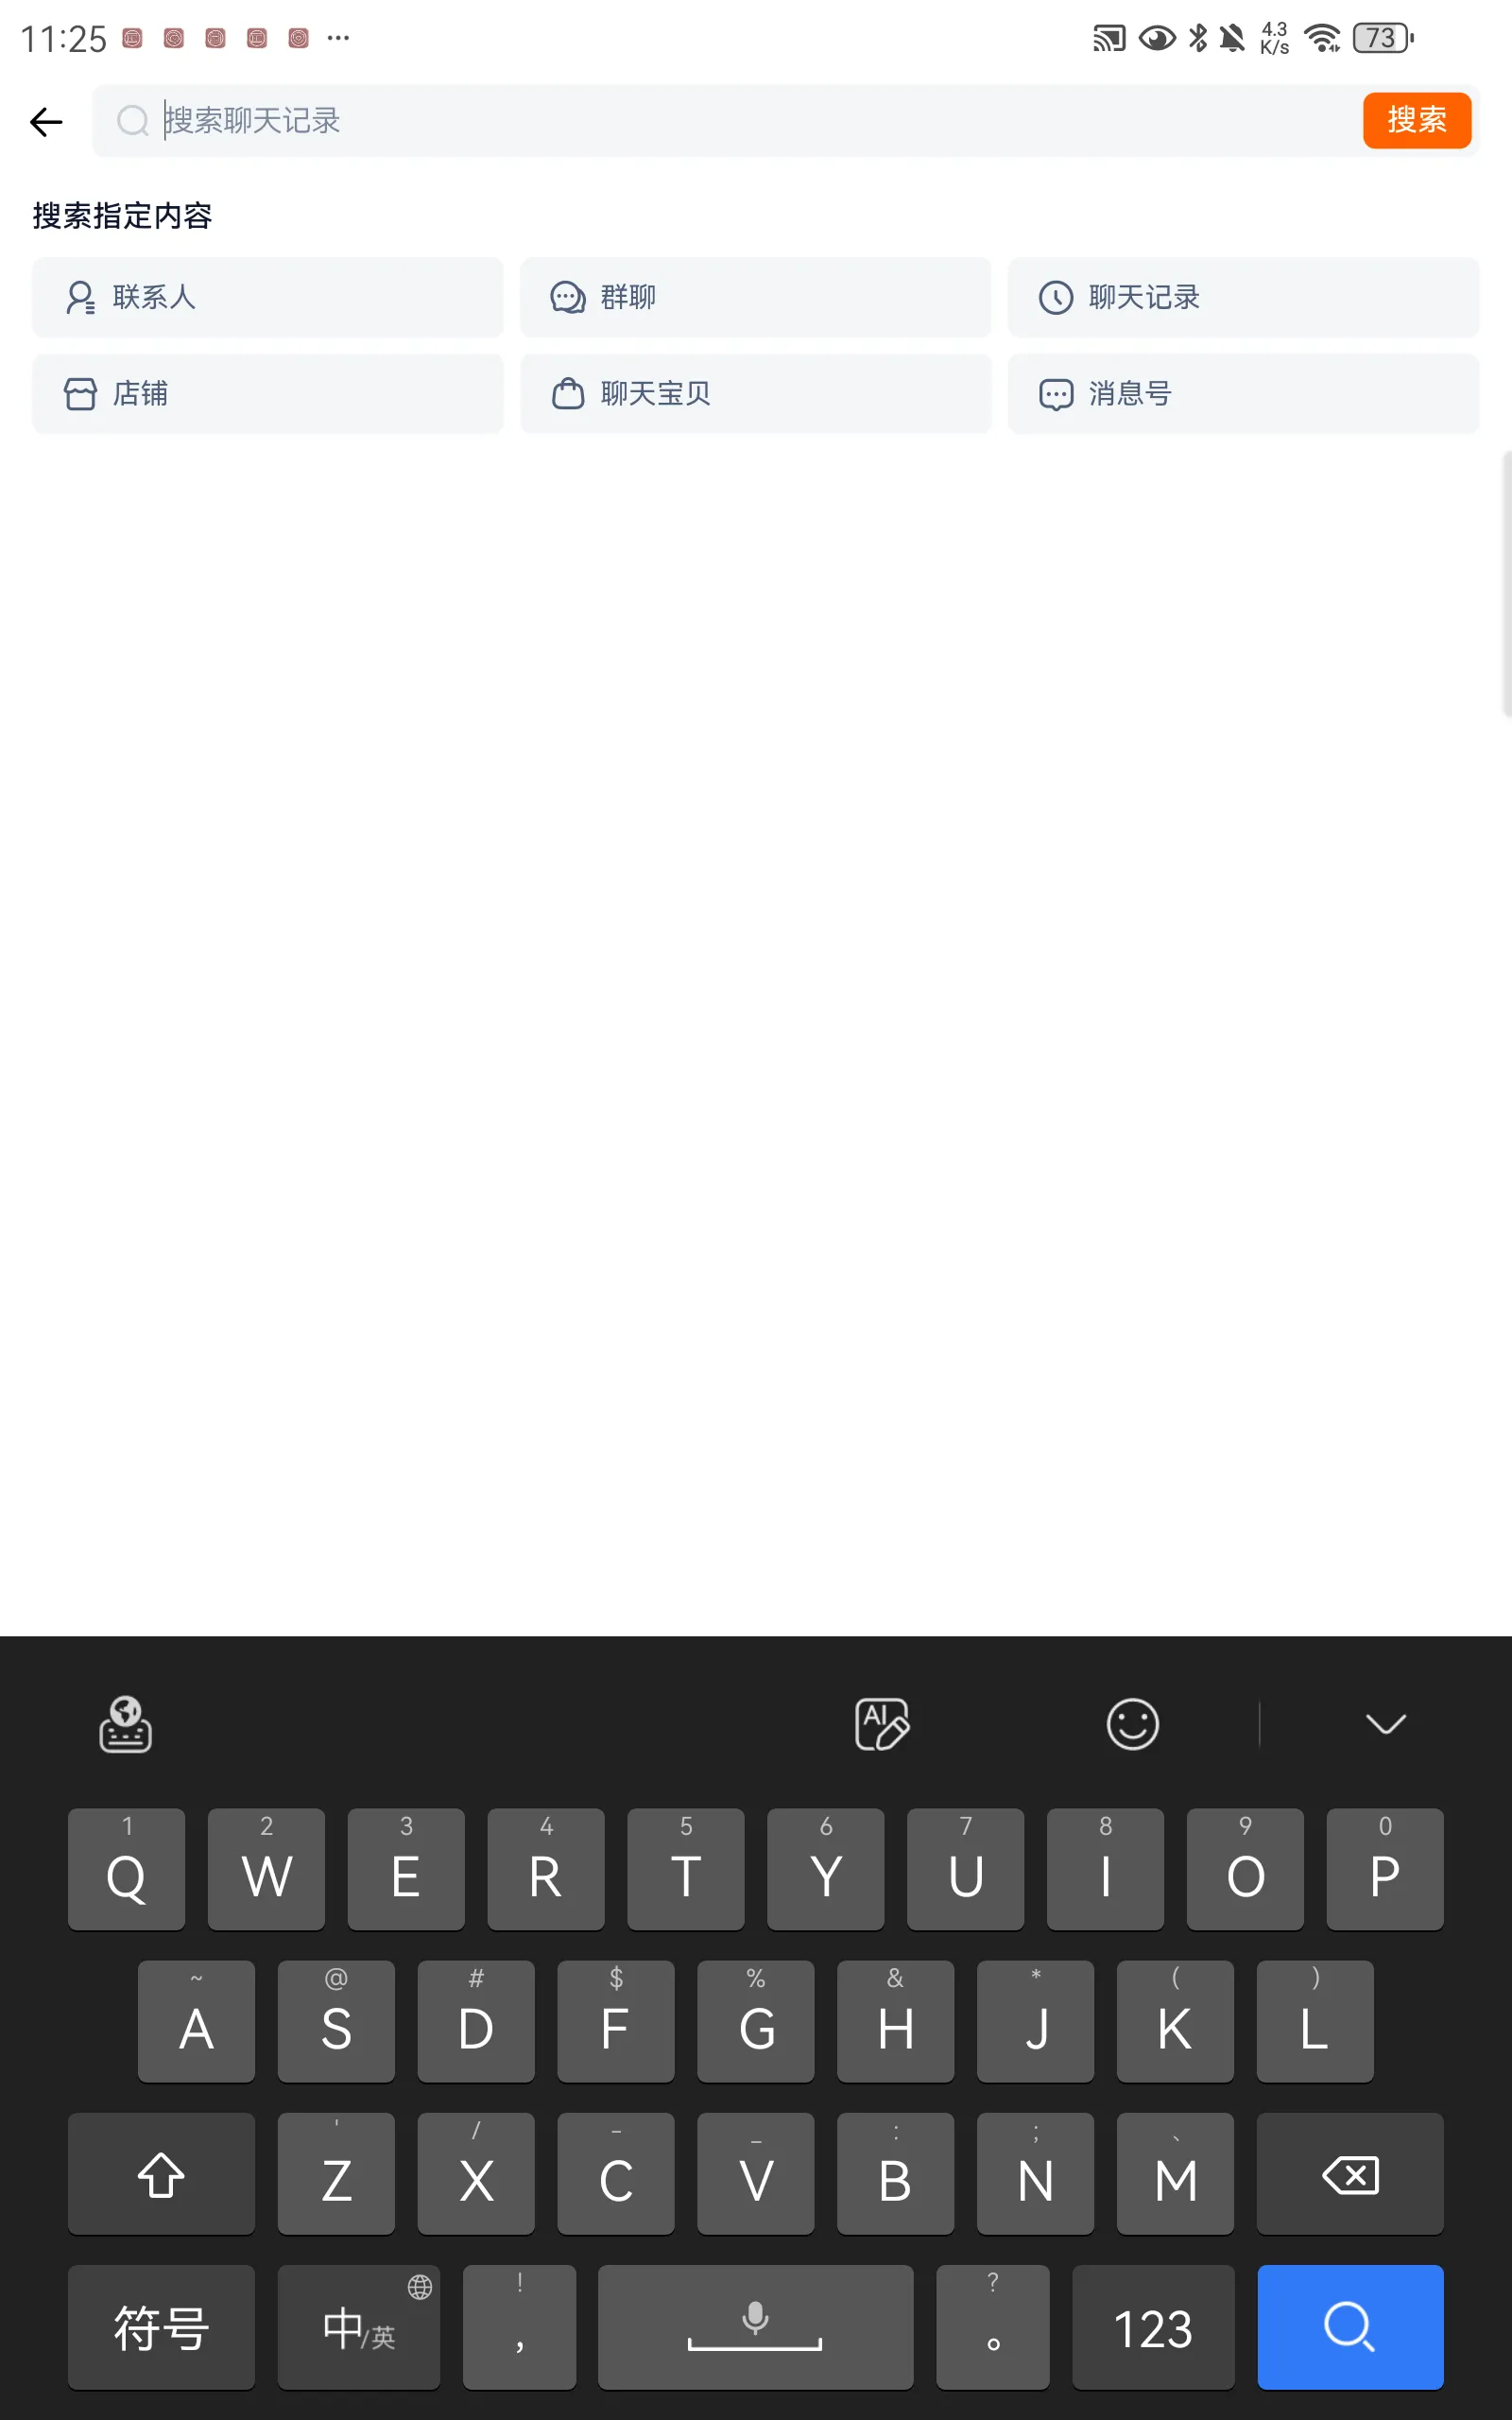 11:25 ··· 4.3 K/s 73
搜索聊天记录 搜索
搜索指定内容
联系人 群聊 聊天记录
店铺 聊天宝贝 消息号
AI
1 2 3 4 5 6 7 8 9 0
Q W E R T Y U I O P
~ @ # $ % & * ( )
A S D F G H J K L
' / - _ : ; 、
Z X C V B N M
! ?
符号 中/英 , 。 123